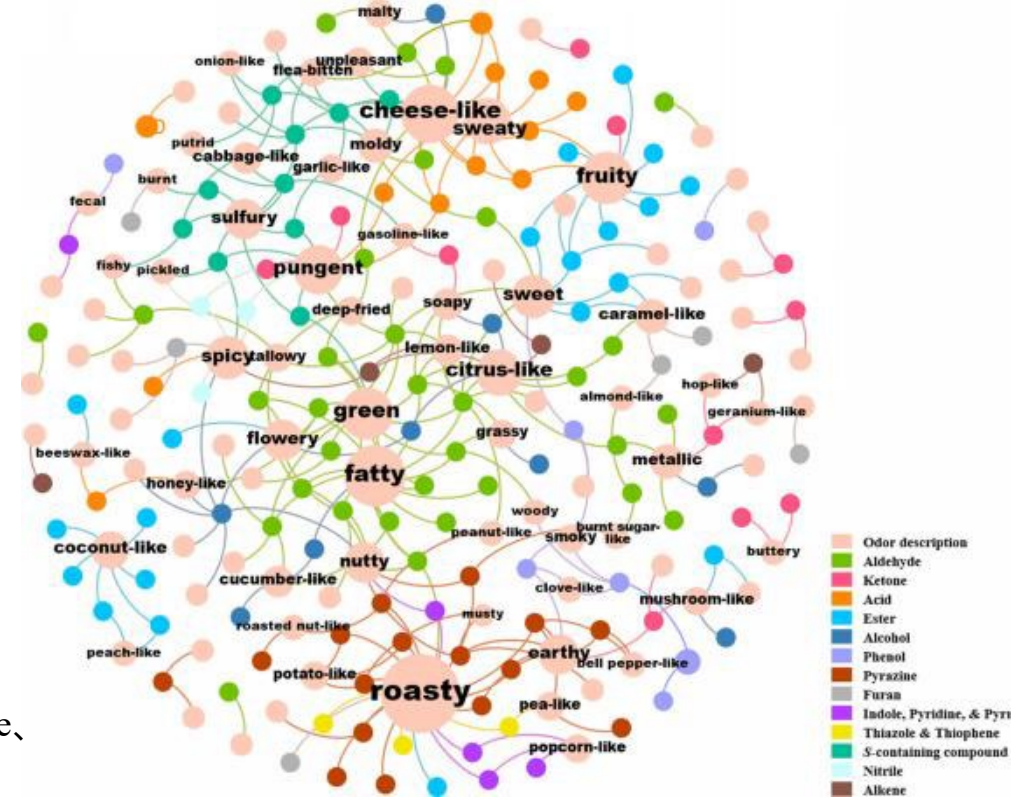 malty
onion-like
unpleasant
flea-bitten
cheese-like
sweaty
putrid
moldy
cabbage-like
garlic-like
fruity
burnt
fecal
sulfury
gasoline-like
fishy
pickled
pungent
sweet
deep-fried
soapy
caramel-like
spicy
tallowy
lemon-like
citrus-like
hop-like
almond-like
geranium-like
green
flowery
grassy
beeswax-like
metallic
honey-like
fatty
woody
coconut-like
peanut-like
smoky
burnt sugar-
like
buttery
nutty
cucumber-like
clove-like
mushroom-like
roasted nut-like
musty
peach-like
earthy
bell pepper-like
potato-like
roasty
pea-like
popcorn-like
e、
Odor description
Aldehyde
Ketone
Acid
Ester
Alcohol
Phenol
Pyrazine
Furan
Indole, Pyridine, & Pyr
Thiazole & Thiophene
S-containing compound
Nitrile
Alkene